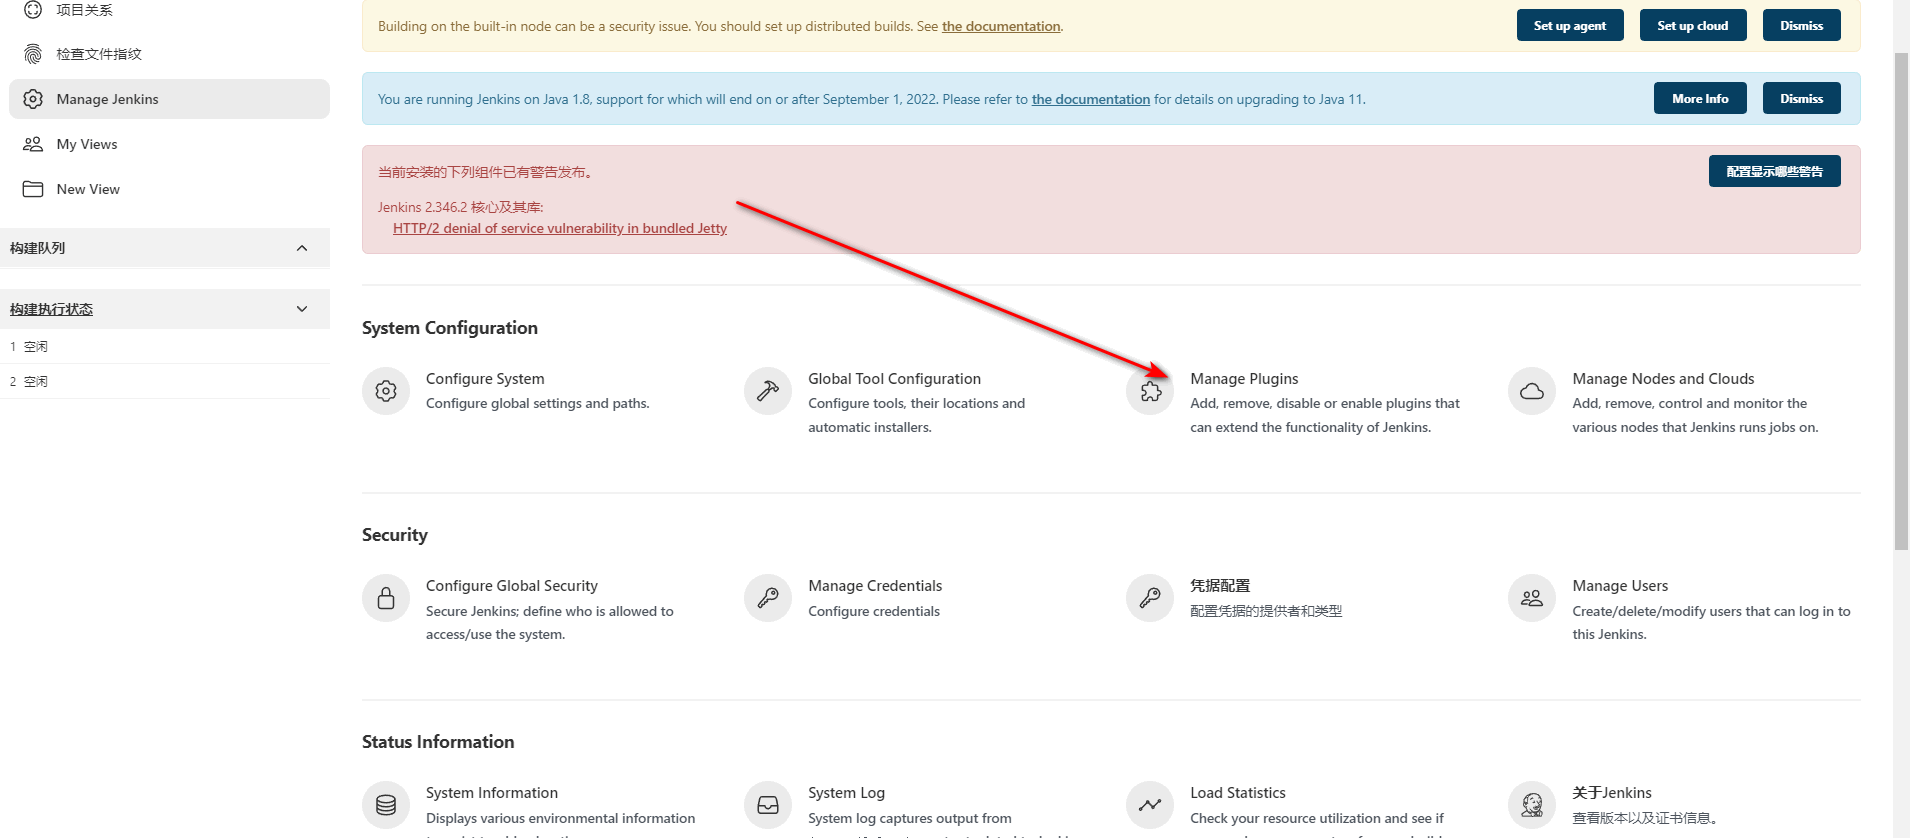 项目关系
检查文件指纹
Manage Jenkins
My Views
New View
构建队列
构建执行状态
1 空闲
2 空闲
Building on the built-in node can be a security issue. You should set up distributed builds. See the documentation.
Set up agent
Set up cloud
Dismiss
You are running Jenkins on Java 1.8, support for which will end on or after September 1, 2022. Please refer to the documentation for details on upgrading to Java 11.
More Info
Dismiss
当前安装的下列组件已有警告发布。
配置显示哪些警告
Jenkins 2.346.2 核心及其库:
HTTP/2 denial of service vulnerability in bundled Jetty
System Configuration
Configure System
Configure global settings and paths.
Global Tool Configuration
Configure tools, their locations and
automatic installers.
Manage Plugins
Add, remove, disable or enable plugins that
can extend the functionality of Jenkins.
Manage Nodes and Clouds
Add, remove, control and monitor the
various nodes that Jenkins runs jobs on.
Security
Configure Global Security
Secure Jenkins; define who is allowed to
access/use the system.
Manage Credentials
Configure credentials
凭据配置
配置凭据的提供者和类型
Manage Users
Create/delete/modify users that can log in to
this Jenkins.
Status Information
System Information
Displays various environmental information
System Log
System log captures output from
Load Statistics
Check your resource utilization and see if
关于Jenkins
查看版本以及证书信息。